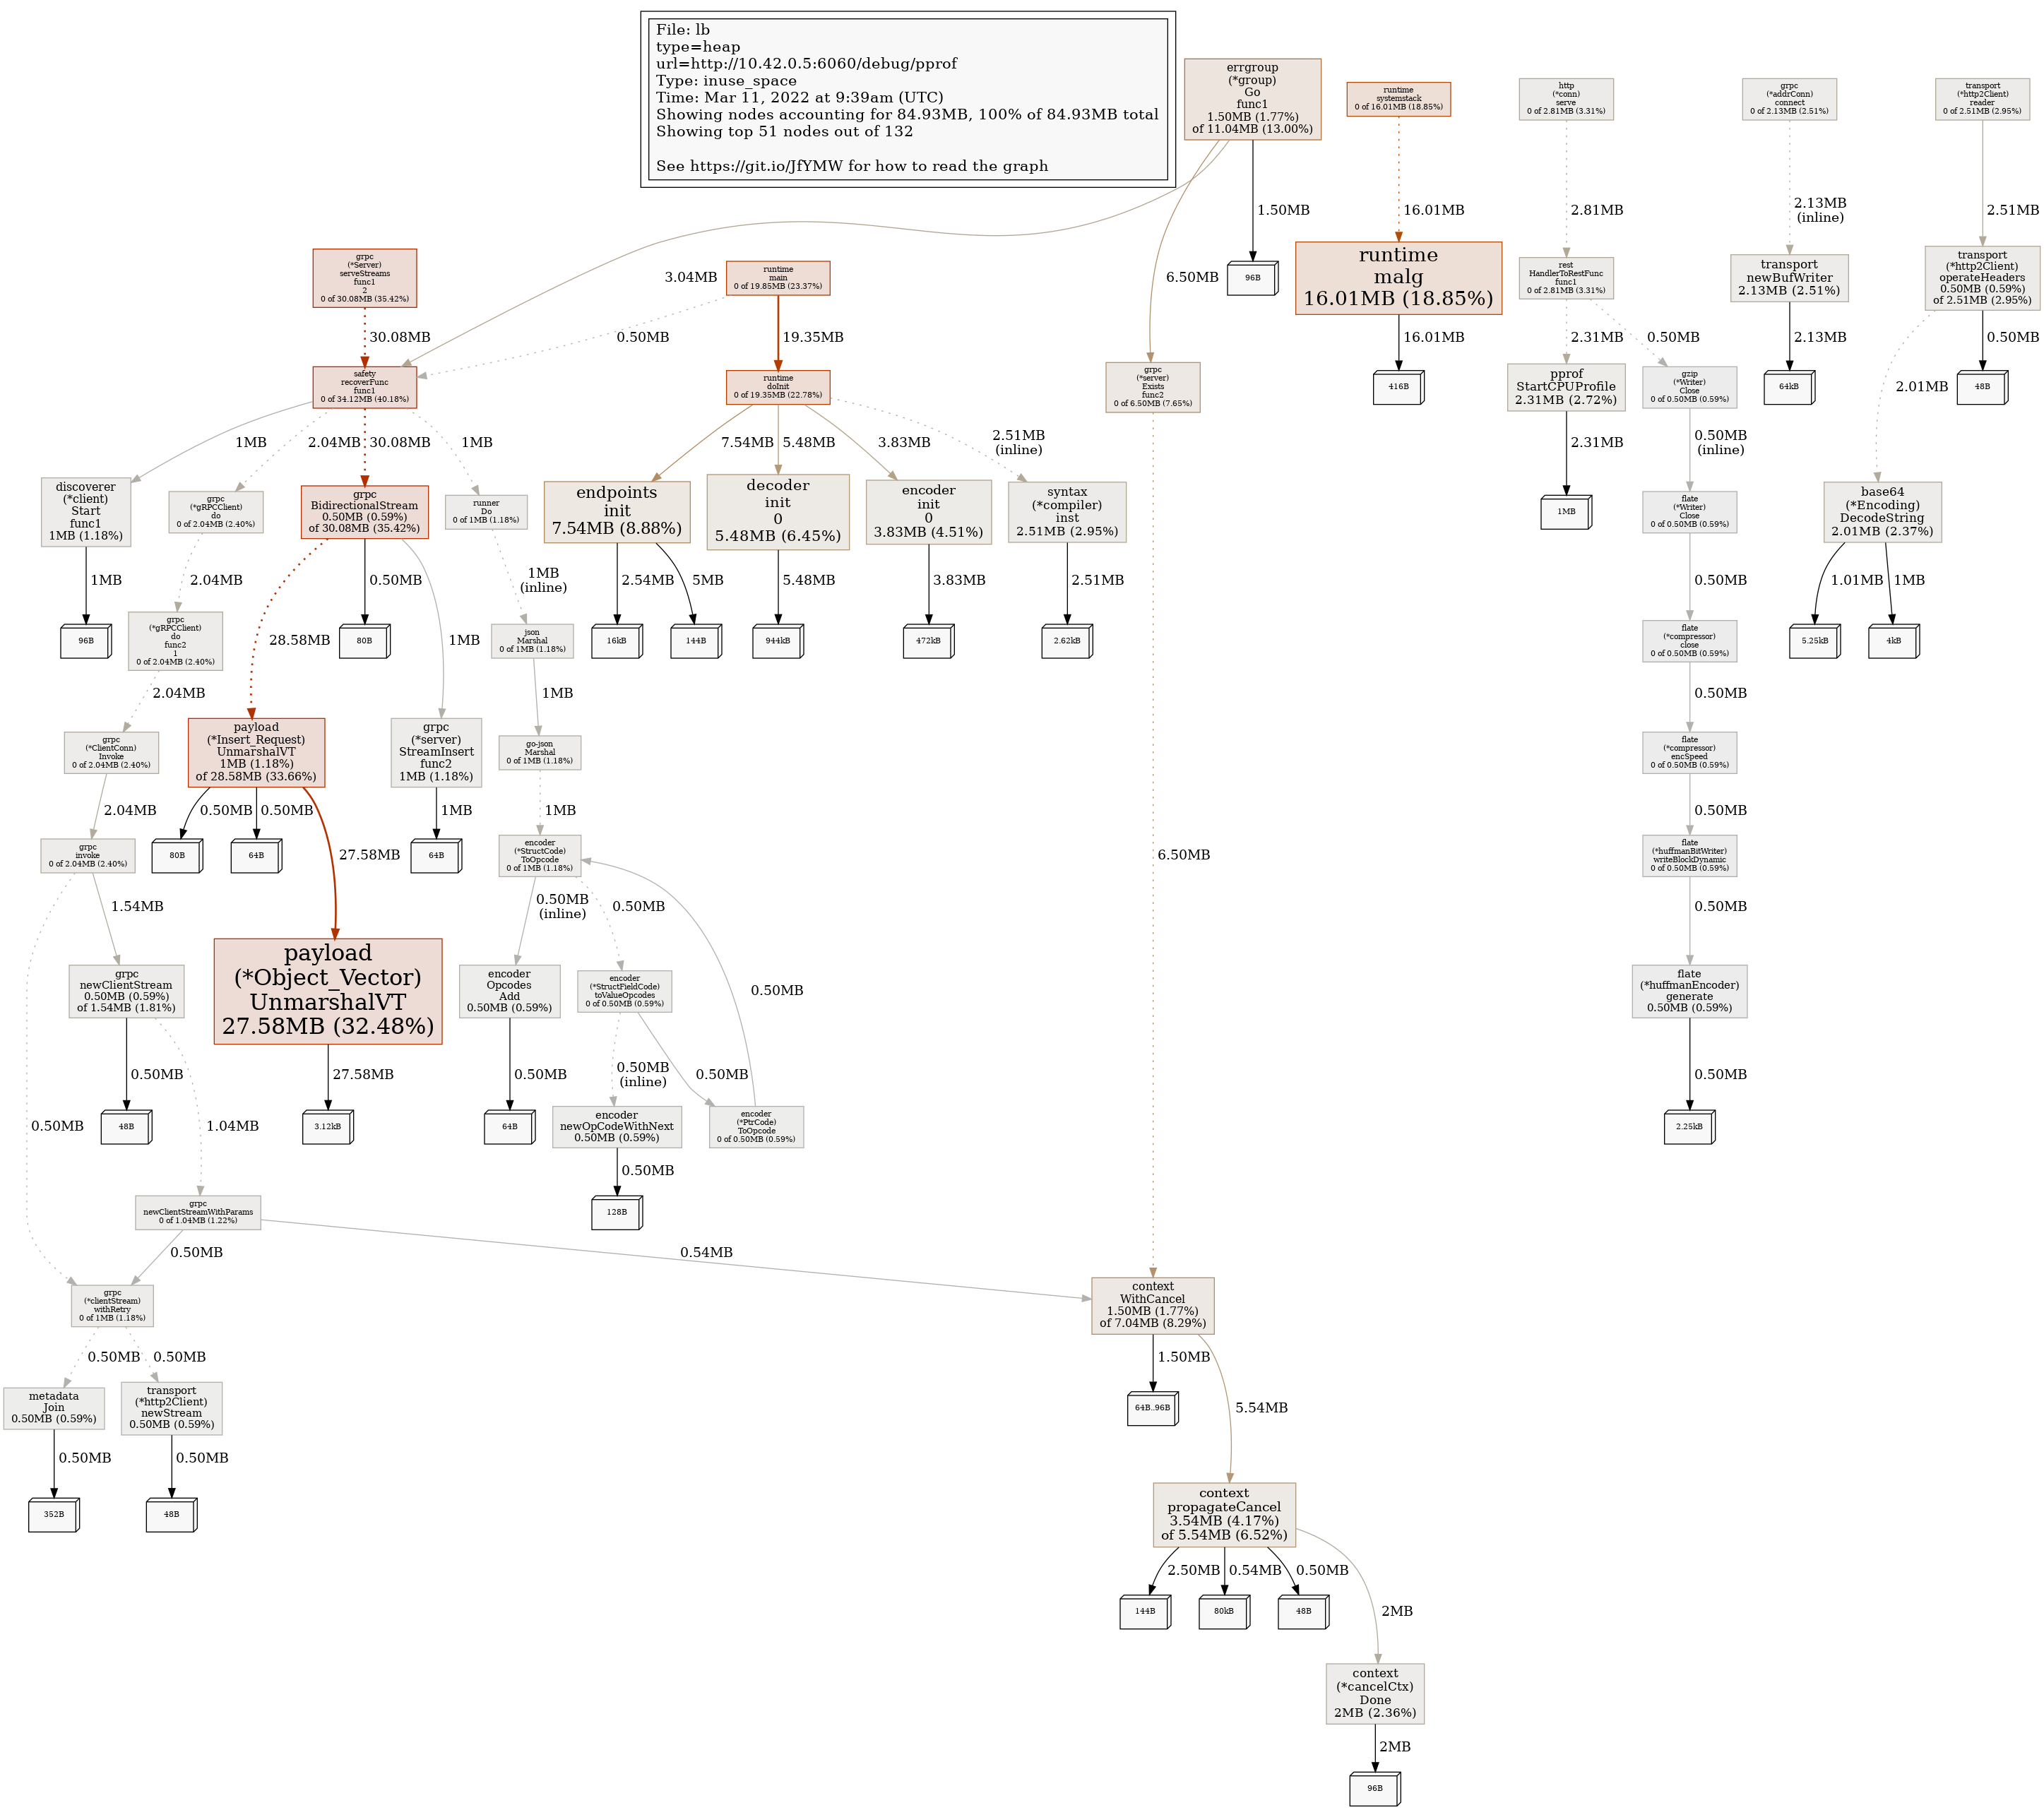 File: lb
type=heap
url=http://10.42.0.5:6060/debug/pprof
Type: inuse_space
Time: Mar 11, 2022 at 9:39am (UTC)
Showing nodes accounting for 84.93MB, 100% of 84.93MB total
Showing top 51 nodes out of 132
See https://git.io/JfYMW for how to read the graph
errgroup
(*group)
Go
func1
1.50MB (1.77%)
of 11.04MB (13.00%)
runtime
systemstack
0 of 16.01MB (18.85%)
http
(*conn)
serve
0 of 2.81MB (3.31%)
grpc
(*addrConn)
connect
0 of 2.13MB (2.51%)
transport
(*http2Client)
reader
0 of 2.51MB (2.95%)
1.50MB
16.01MB
2.81MB
2.13MB
(inline)
2.51MB
grpc
(*Server)
serveStreams
func1
2
0 of 30.08MB (35.42%)
3.04MB
runtime
main
0 of 19.85MB (23.37%)
6.50MB
96B
runtime
malg
16.01MB (18.85%)
rest
HandlerToRestFunc
func1
0 of 2.81MB (3.31%)
transport
newBufWriter
2.13MB (2.51%)
transport
(*http2Client)
operateHeaders
0.50MB (0.59%)
of 2.51MB (2.95%)
30.08MB
0.50MB
19.35MB
16.01MB
2.31MB
0.50MB
2.13MB
0.50MB
safety
recoverFunc
func1
0 of 34.12MB (40.18%)
runtime
doInit
0 of 19.35MB (22.78%)
grpc
(*server)
Exists
func2
0 of 6.50MB (7.65%)
416B
pprof
StartCPUProfile
2.31MB (2.72%)
gzip
(*Writer)
Close
0 of 0.50MB (0.59%)
64kB
2.01MB
48B
1MB
2.04MB
30.08MB
1MB
7.54MB
5.48MB
3.83MB
2.51MB
(inline)
2.31MB
0.50MB
(inline)
discoverer
(*client)
Start
func1
1MB (1.18%)
grpc
(*gRPCClient)
do
0 of 2.04MB (2.40%)
grpc
BidirectionalStream
0.50MB (0.59%)
of 30.08MB (35.42%)
runner
Do
0 of 1MB (1.18%)
endpoints
init
7.54MB (8.88%)
decoder
init
0
5.48MB (6.45%)
encoder
init
0
3.83MB (4.51%)
syntax
(*compiler)
inst
2.51MB (2.95%)
1MB
flate
(*Writer)
Close
0 of 0.50MB (0.59%)
base64
(*Encoding)
DecodeString
2.01MB (2.37%)
1MB
2.04MB
0.50MB
1MB
(inline)
2.54MB
5MB
5.48MB
3.83MB
2.51MB
0.50MB
1.01MB
1MB
96B
grpc
(*gRPCClient)
do
func2
1
0 of 2.04MB (2.40%)
28.58MB
80B
1MB
json
Marshal
0 of 1MB (1.18%)
16kB
144B
944kB
472kB
2.62kB
flate
(*compressor)
close
0 of 0.50MB (0.59%)
5.25kB
4kB
2.04MB
1MB
0.50MB
grpc
(*ClientConn)
Invoke
0 of 2.04MB (2.40%)
payload
(*Insert_Request)
UnmarshalVT
1MB (1.18%)
of 28.58MB (33.66%)
grpc
(*server)
StreamInsert
func2
1MB (1.18%)
go-json
Marshal
0 of 1MB (1.18%)
flate
(*compressor)
encSpeed
0 of 0.50MB (0.59%)
2.04MB
0.50MB
0.50MB
1MB
1MB
0.50MB
grpc
invoke
0 of 2.04MB (2.40%)
80B
64B
27.58MB
64B
encoder
(*StructCode)
ToOpcode
0 of 1MB (1.18%)
6.50MB
flate
(*huffmanBitWriter)
writeBlockDynamic
0 of 0.50MB (0.59%)
1.54MB
0.50MB
(inline)
0.50MB
0.50MB
grpc
newClientStream
0.50MB (0.59%)
of 1.54MB (1.81%)
payload
(*Object_Vector)
UnmarshalVT
27.58MB (32.48%)
encoder
Opcodes
Add
0.50MB (0.59%)
encoder
(*StructFieldCode)
toValueOpcodes
0 of 0.50MB (0.59%)
0.50MB
flate
(*huffmanEncoder)
generate
0.50MB (0.59%)
0.50MB
27.58MB
0.50MB
0.50MB
(inline)
0.50MB
0.50MB
0.50MB
48B
1.04MB
3.12kB
64B
encoder
newOpCodeWithNext
0.50MB (0.59%)
encoder
(*PtrCode)
ToOpcode
0 of 0.50MB (0.59%)
2.25kB
0.50MB
grpc
newClientStreamWithParams
0 of 1.04MB (1.22%)
128B
0.50MB
0.54MB
grpc
(*clientStream)
withRetry
0 of 1MB (1.18%)
context
WithCancel
1.50MB (1.77%)
of 7.04MB (8.29%)
0.50MB
0.50MB
1.50MB
metadata
Join
0.50MB (0.59%)
transport
(*http2Client)
newStream
0.50MB (0.59%)
64B..96B
5.54MB
0.50MB
0.50MB
352B
48B
context
propagateCancel
3.54MB (4.17%)
of 5.54MB (6.52%)
2.50MB
0.54MB
0.50MB
144B
80kB
48B
2MB
context
(*cancelCtx)
Done
2MB (2.36%)
2MB
96B